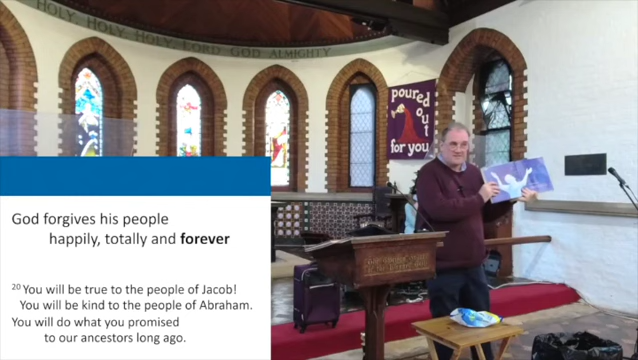 HOLY HOLY HOLY LORD GOD ALMIGHTY
poured
out
for you
God forgives his people
happily, totally and forever
20 You will be true to the people of Jacob!
You will be kind to the people of Abraham.
You will do what you promised
to our ancestors long ago.